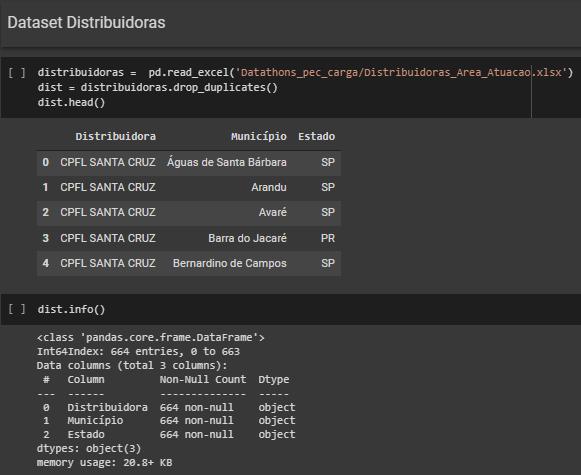 Dataset Distribuidoras
[ ] distribuidoras =  pd.read_excel('Datathons_pec_carga/Distribuidoras_Area_Atuacao.xlsx')
dist = distribuidoras.drop_duplicates()
dist.head()
Distribuidora Município Estado
0 CPFL SANTA CRUZ Águas de Santa Bárbara SP
1 CPFL SANTA CRUZ Arandu SP
2 CPFL SANTA CRUZ Avaré SP
3 CPFL SANTA CRUZ Barra do Jacaré PR
4 CPFL SANTA CRUZ Bernardino de Campos SP
[ ] dist.info()
<class 'pandas.core.frame.DataFrame'>
Int64Index: 664 entries, 0 to 663
Data columns (total 3 columns):
 #   Column         Non-Null Count  Dtype
---  ------         --------------  -----
 0   Distribuidora  664 non-null    object
 1   Município      664 non-null    object
 2   Estado         664 non-null    object
dtypes: object(3)
memory usage: 20.8+ KB